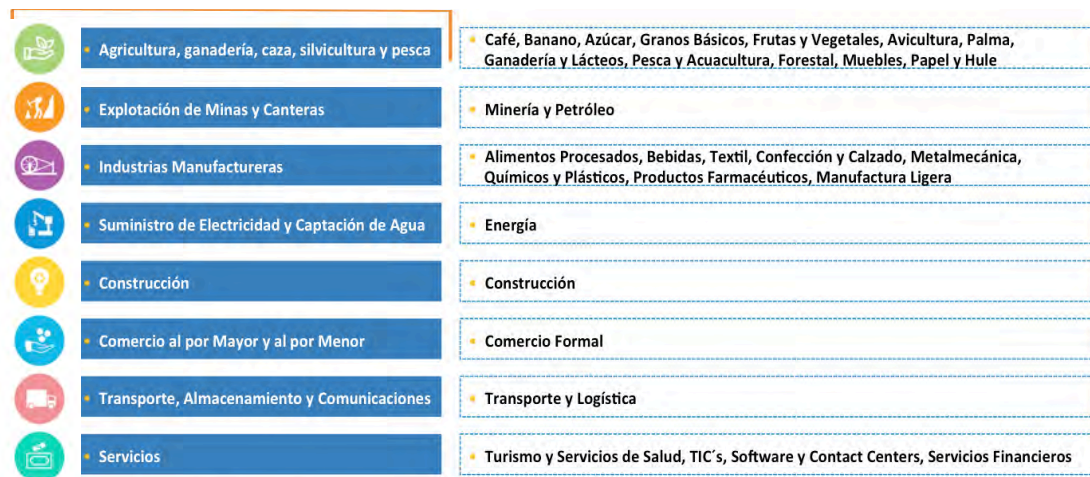 • Agricultura, ganadería, caza, silvicultura y pesca
• Café, Banano, Azúcar, Granos Básicos, Frutas y Vegetales, Avicultura, Palma,
Ganadería y Lácteos, Pesca y Acuacultura, Forestal, Muebles, Papel y Hule
• Explotación de Minas y Canteras
• Minería y Petróleo
• Industrias Manufactureras
• Alimentos Procesados, Bebidas, Textil, Confección y Calzado, Metalmecánica,
Químicos y Plásticos, Productos Farmacéuticos, Manufactura Ligera
• Suministro de Electricidad y Captación de Agua
• Energía
• Construcción
• Construcción
• Comercio al por Mayor y al por Menor
• Comercio Formal
• Transporte, Almacenamiento y Comunicaciones
• Transporte y Logística
• Servicios
• Turismo y Servicios de Salud, TIC´s, Software y Contact Centers, Servicios Financieros